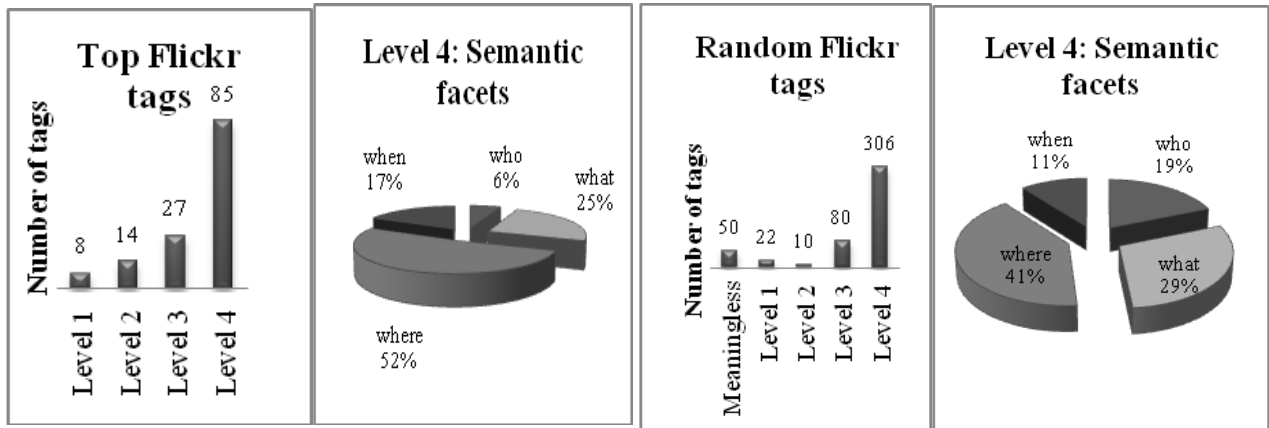 Top Flickr
tags
Number of tags
8
14
27
85
Level 1
Level 2
Level 3
Level 4
Level 4: Semantic
facets
when
17%
who
6%
what
25%
where
52%
Random Flickr
tags
Number of tags
50
22
10
80
306
Meaningless
Level 1
Level 2
Level 3
Level 4
Level 4: Semantic
facets
when
11%
who
19%
where
41%
what
29%